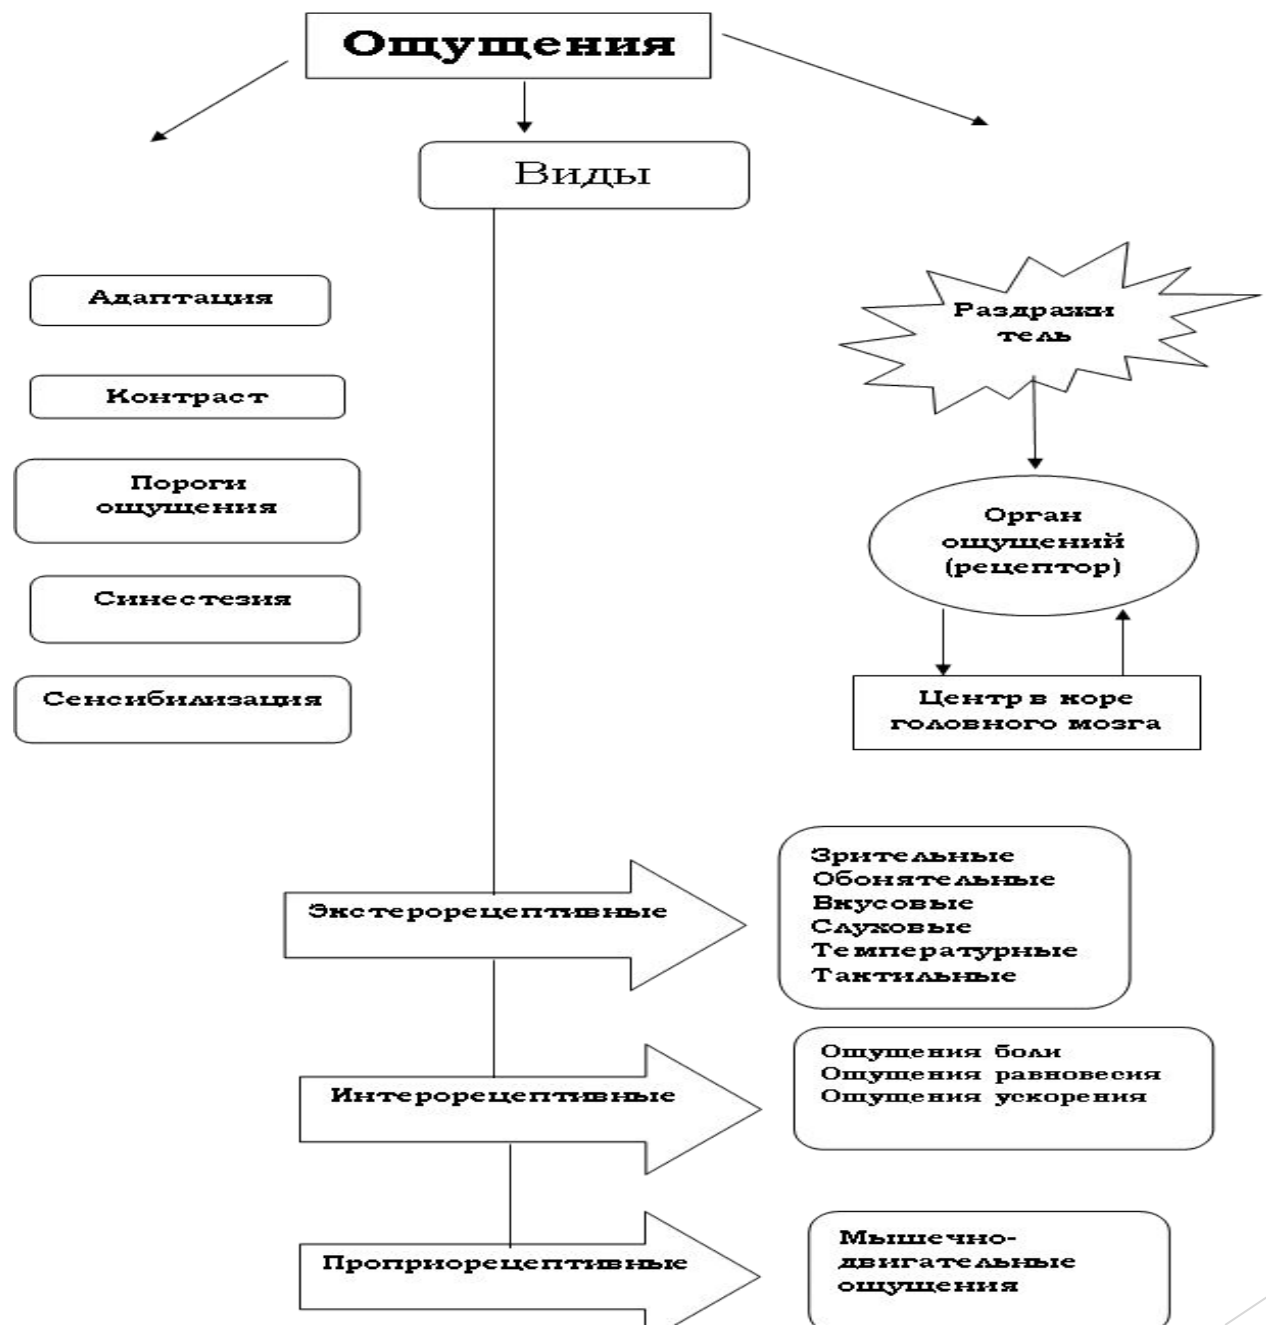 Ощущения
Виды
Адаптация
Контраст
Пороги
ощущения
Синестезия
Сенсибилизация
Раздражи
тель
Орган
ощущений
(рецептор)
Центр в коре
головного мозга
Экстерорецептивные
Зрительные
Обонятельные
Вкусовые
Слуховые
Температурные
Тактильные
Интерорецептивные
Ощущения боли
Ощущения равновесия
Ощущения ускорения
Проприорецептивные
Мышечно-
двигательные
ощущения